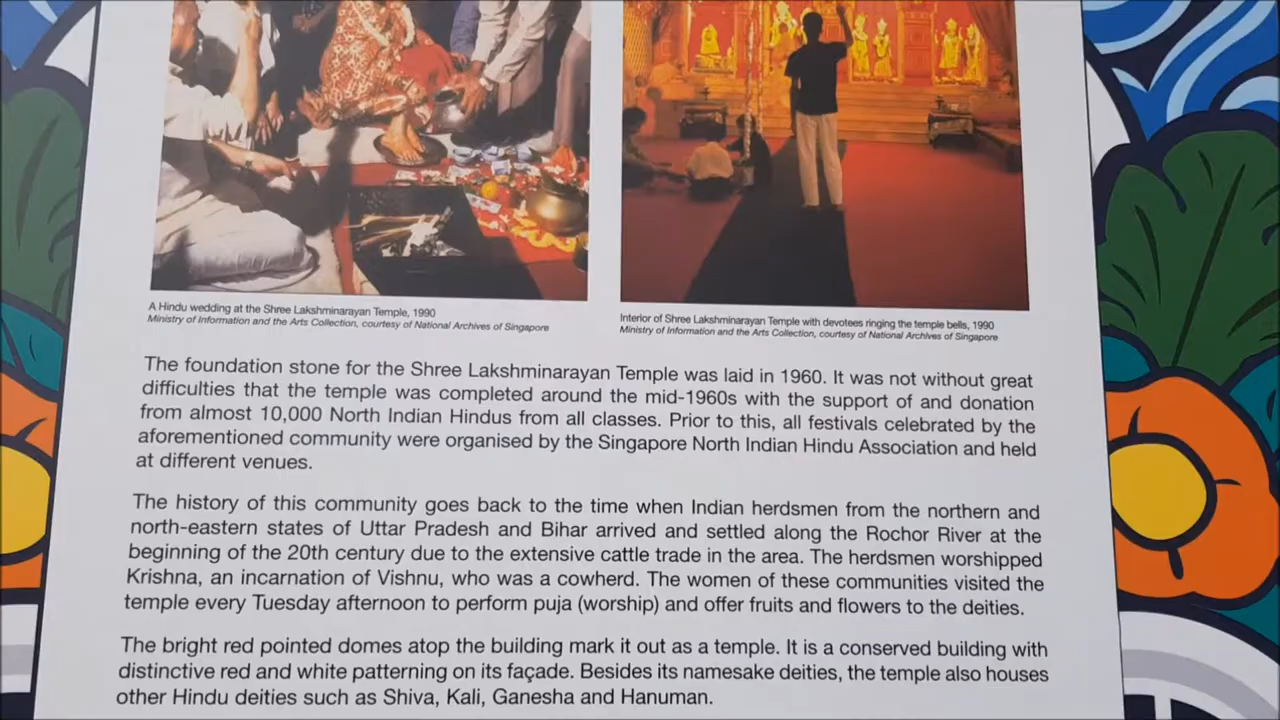 A Hindu wedding at the Shree Lakshminarayan Temple, 1990
Ministry of Information and the Arts Collection, courtesy of National Archives of Singapore
Interior of Shree Lakshminarayan Temple with devotees ringing the temple bells, 1990
Ministry of Information and the Arts Collection, courtesy of National Archives of Singapore
The foundation stone for the Shree Lakshminarayan Temple was laid in 1960. It was not without great
difficulties that the temple was completed around the mid-1960s with the support of and donation
from almost 10,000 North Indian Hindus from all classes. Prior to this, all festivals celebrated by the
aforementioned community were organised by the Singapore North Indian Hindu Association and held
at different venues.
The history of this community goes back to the time when Indian herdsmen from the northern and
north-eastern states of Uttar Pradesh and Bihar arrived and settled along the Rochor River at the
beginning of the 20th century due to the extensive cattle trade in the area. The herdsmen worshipped
Krishna, an incarnation of Vishnu, who was a cowherd. The women of these communities visited the
temple every Tuesday afternoon to perform puja (worship) and offer fruits and flowers to the deities.
The bright red pointed domes atop the building mark it out as a temple. It is a conserved building with
distinctive red and white patterning on its façade. Besides its namesake deities, the temple also houses
other Hindu deities such as Shiva, Kali, Ganesha and Hanuman.